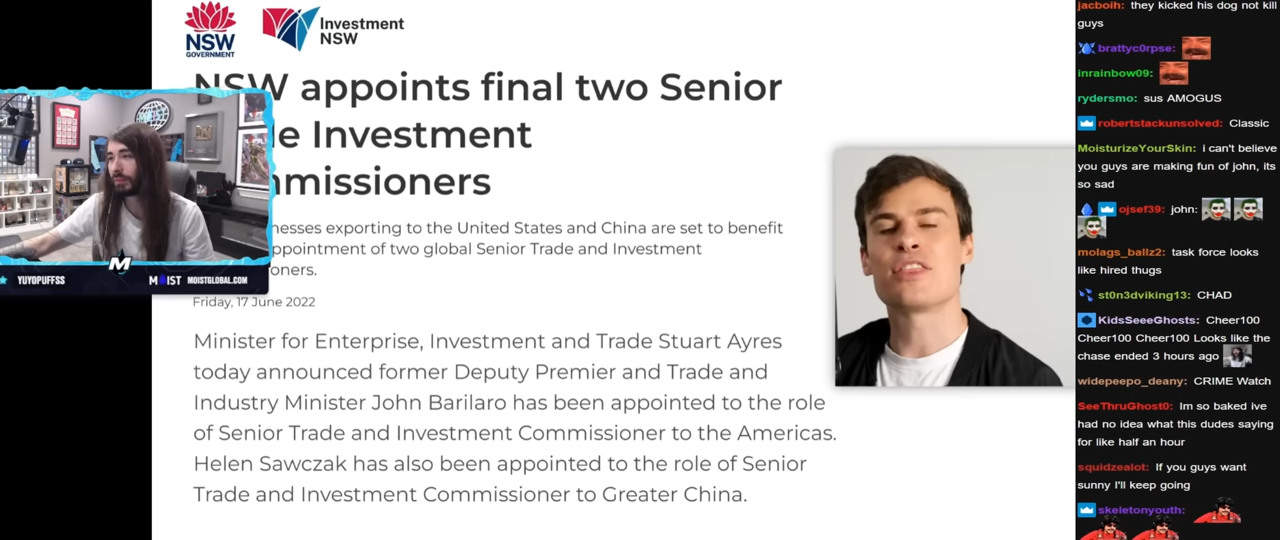 NSW
GOVERNMENT
Investment
NSW
NSW appoints final two Senior
Investment
missioners
nesses exporting to the United States and China are set to benefit
ppointment of two global Senior Trade and Investment
oners.
Friday, 17 June 2022
Minister for Enterprise, Investment and Trade Stuart Ayres
today announced former Deputy Premier and Trade and
Industry Minister John Barilaro has been appointed to the role
of Senior Trade and Investment Commissioner to the Americas.
Helen Sawczak has also been appointed to the role of Senior
Trade and Investment Commissioner to Greater China.
YUYOPUFFSS
M
MOIST MOISTGLOBAL.COM
jacboih: they kicked his dog not kill
guys
brattyc0rpse:
inrainbow09:
rydersmo: sus AMOGUS
robertstackunsolved: Classic
MoisturizeYourSkin: i can't believe
you guys are making fun of john, its
so sad
ojsef39: john:
molags_ballz2: task force looks
like hired thugs
st0n3dviking13: CHAD
KidsSeeeGhosts: Cheer100
Cheer100 Cheer100 Looks like the
chase ended 3 hours ago
widepeepo_deany: CRIME Watch
SeeThruGhost0: Im so baked ive
had no idea what this dudes saying
for like half an hour
squidzealot: If you guys want
sunny I'll keep going
skeletonyouth: